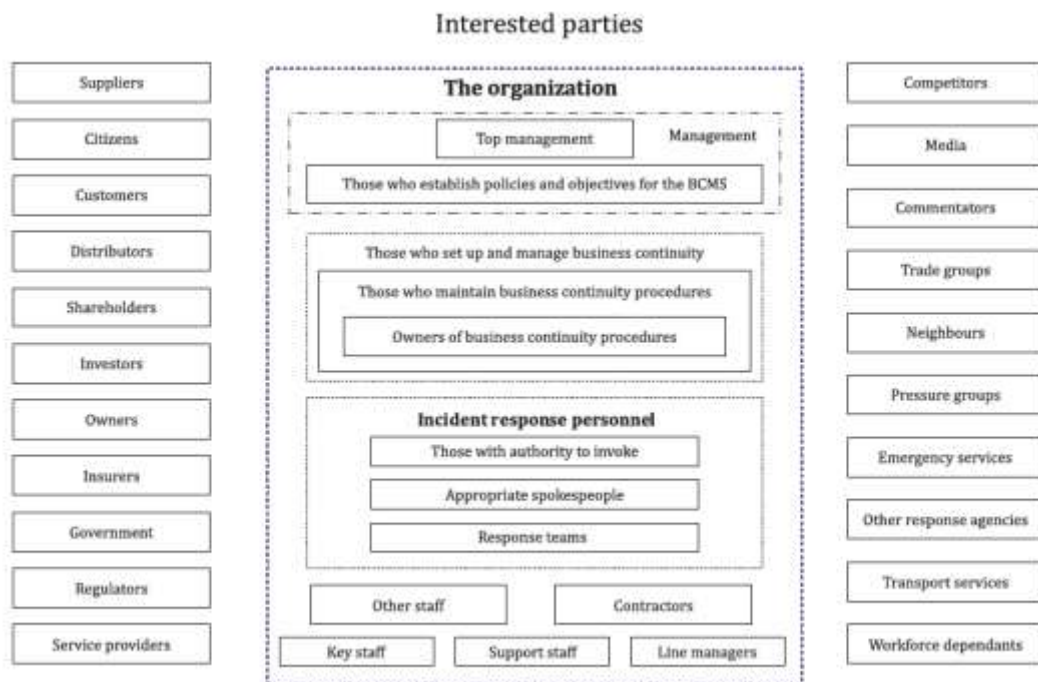 Interested parties
Suppliers
Citizens
Customers
Distributors
Shareholders
Investors
Owners
Insurers
Government
Regulators
Service providers
The organization
Top management
Management
Those who establish policies and objectives for the BCMS
Those who set up and manage business continuity
Those who maintain business continuity procedures
Owners of business continuity procedures
Incident response personnel
Those with authority to invoke
Appropriate spokespeople
Response teams
Other staff
Contractors
Key staff
Support staff
Line managers
Competitors
Media
Commentators
Trade groups
Neighbours
Pressure groups
Emergency services
Other response agencies
Transport services
Workforce dependants